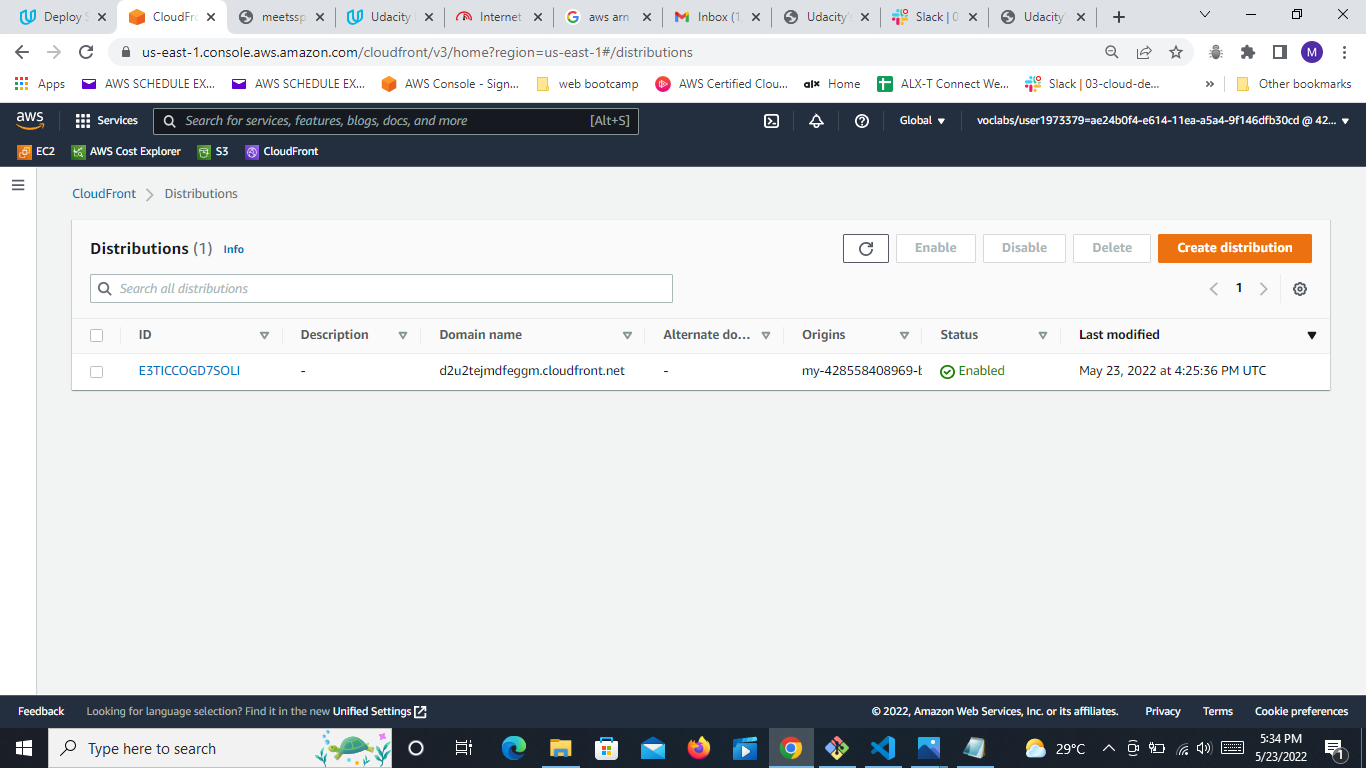 Deploy S
CloudFr
meetssp
Udacity
Internet
aws arn
Inbox (1
Udacity'
Slack | 0
Udacity'
us-east-1.console.aws.amazon.com/cloudfront/v3/home?region=us-east-1#/distributions
M
Apps
AWS SCHEDULE EX...
AWS SCHEDULE EX...
AWS Console - Sign...
web bootcamp
AWS Certified Clou...
alx Home
ALX-T Connect We...
Slack | 03-cloud-de...
»
Other bookmarks
aws
Services
Search for services, features, blogs, docs, and more [Alt+S]
Global
voclabs/user1973379=ae24b0f4-e614-11ea-a5a4-9f146dfb30cd @ 42...
EC2
AWS Cost Explorer
S3
CloudFront
CloudFront
Distributions
Distributions (1) Info
Enable
Disable
Delete
Create distribution
Search all distributions
1
ID
Description
Domain name
Alternate do...
Origins
Status
Last modified
E3TICCOGD7SOLI
-
d2u2tejmdfeggm.cloudfront.net
-
my-428558408969-b
Enabled
May 23, 2022 at 4:25:36 PM UTC
Feedback
Looking for language selection? Find it in the new Unified Settings
© 2022, Amazon Web Services, Inc. or its affiliates.
Privacy
Terms
Cookie preferences
Type here to search
29°C
5:34 PM
5/23/2022
1